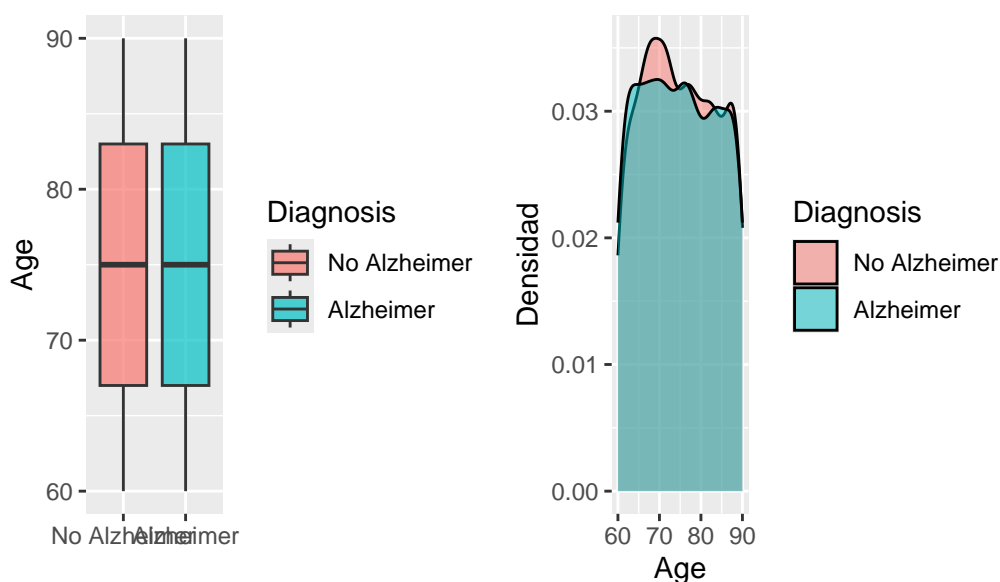 90
80
70
60
Age
No Alzheimer
Alzheimer
Diagnosis
No Alzheimer
Alzheimer
0.03
0.02
0.01
0.00
Densidad
60 70 80 90
Age
Diagnosis
No Alzheimer
Alzheimer